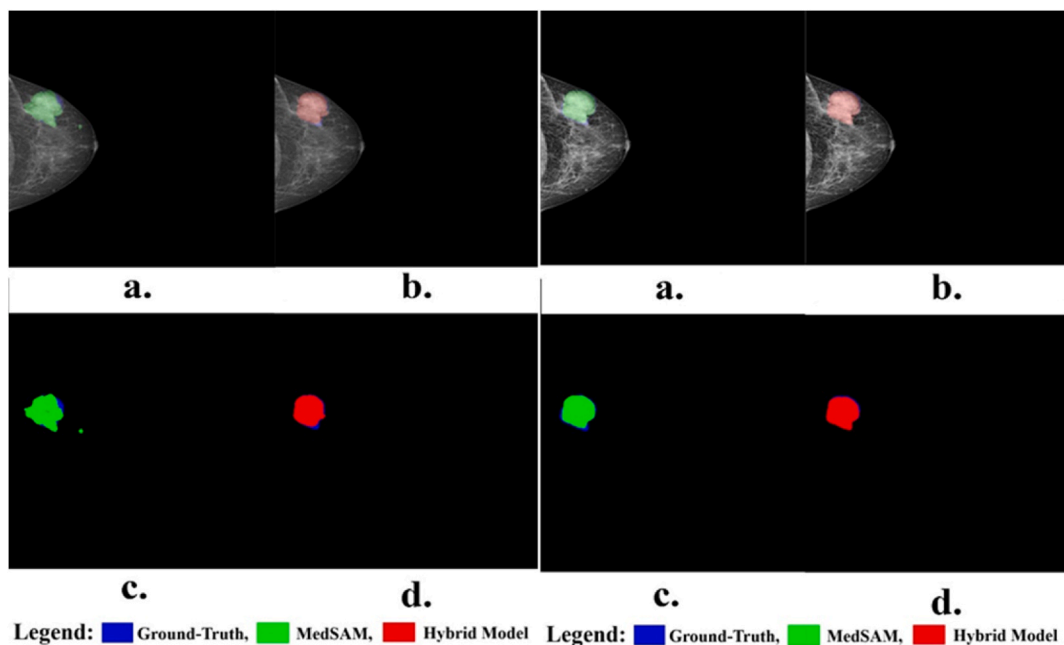 a. b. a. b.
c. d. c. d.
Legend: Ground-Truth, MedSAM, Hybrid Model Legend: Ground-Truth, MedSAM, Hybrid Model